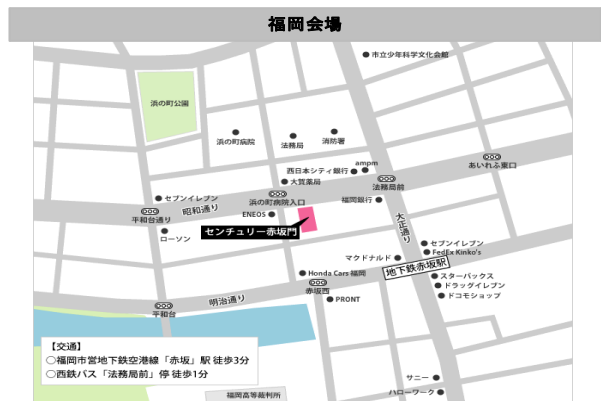 福岡会場
市立少年科学文化会館
浜の町公園
浜の町病院
法務局
消防署
ampm
西日本シティ銀行
あいれふ東口
大賀薬局
法務局前
セブンイレブン
浜の町病院入口
福岡銀行
昭和通り
平和台通り
ENEOS
大正通り
センチュリー赤坂門
ローソン
セブンイレブン
FedEx Kinko's
マクドナルド
地下鉄赤坂駅
Honda Cars 福岡
スターバックス
赤坂西
ドラッグイレブン
明治通り
PRONT
ドコモショップ
平和台
【交通】
○福岡市営地下鉄空港線「赤坂」駅 徒歩3分
○西鉄バス「法務局前」停 徒歩1分
サニー
ハローワーク
福岡高等裁判所